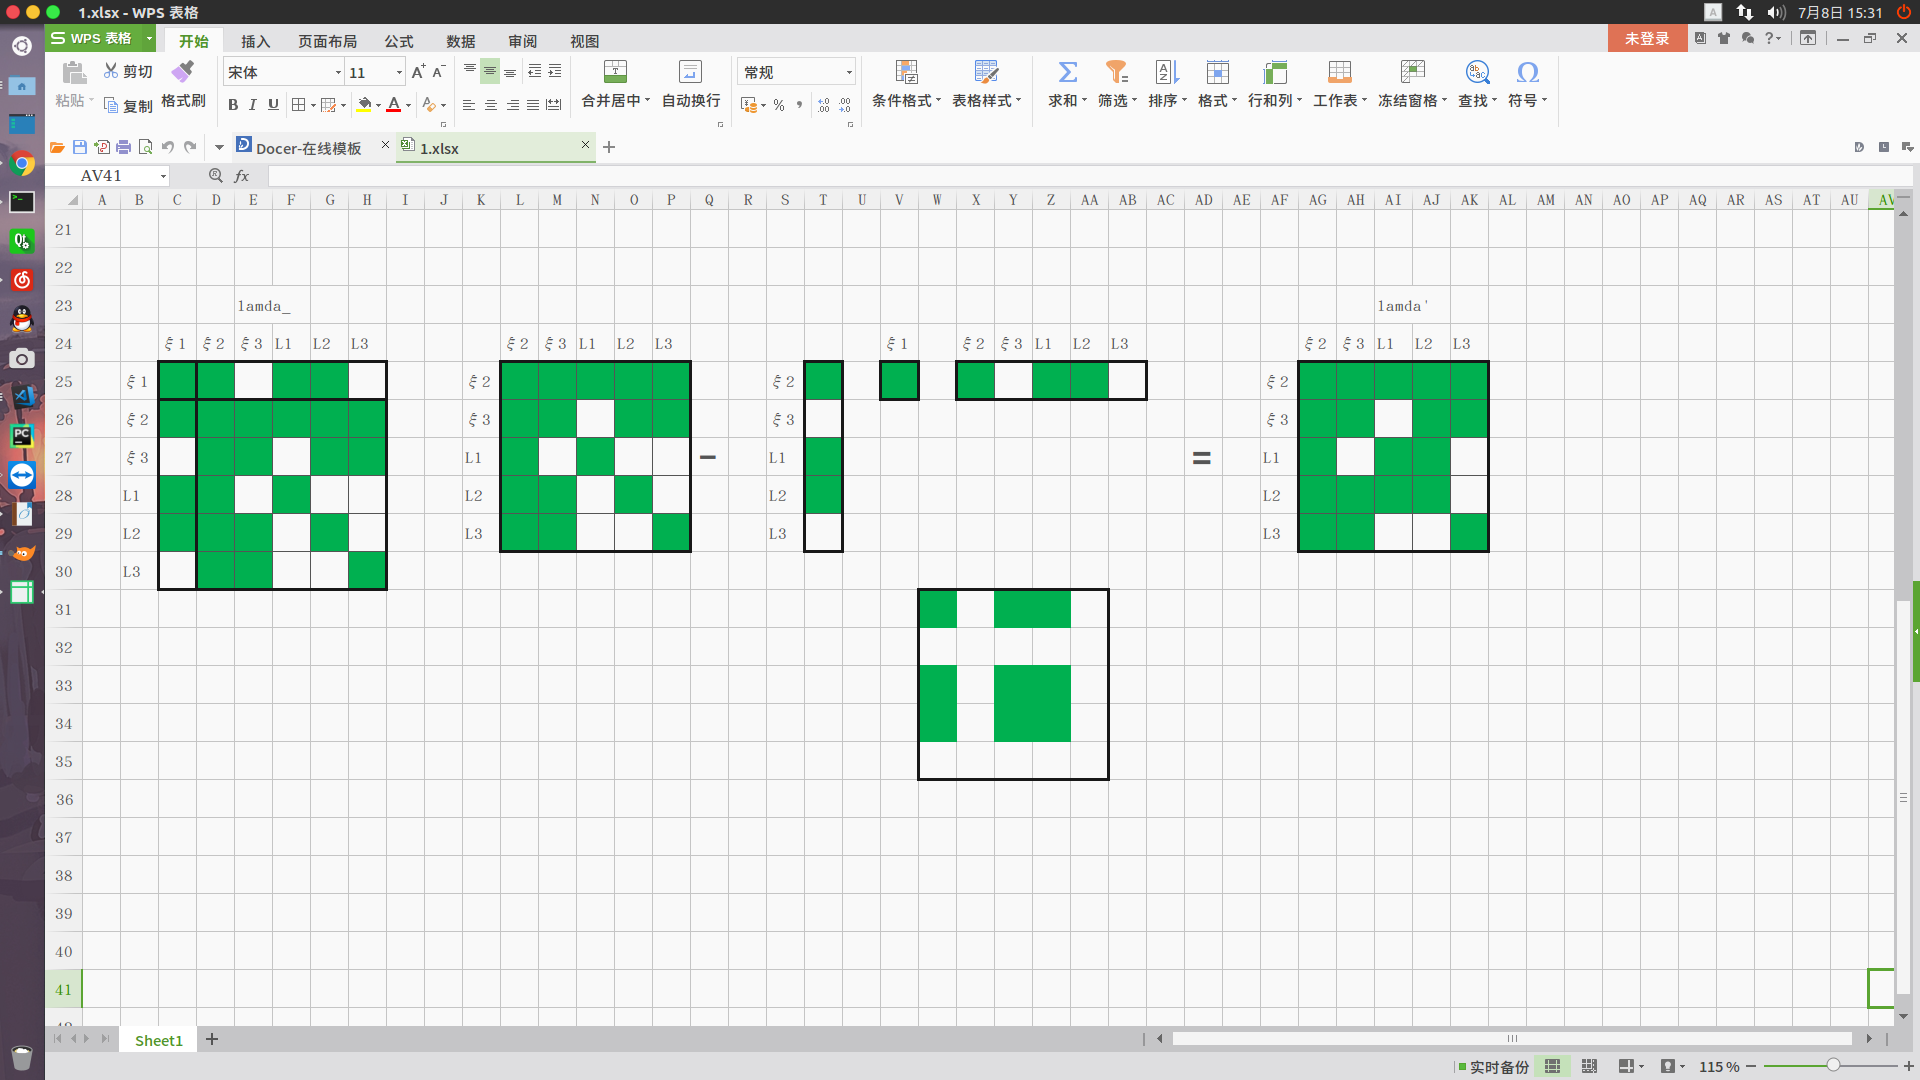 1.xlsx - WPS 表格
A
7月8日 15:31
S WPS 表格
开始 插入 页面布局 公式 数据 审阅 视图
未登录
粘贴 剪切 复制 格式刷
宋体 11 A+ A-
B I U
合并居中 自动换行
常规
条件格式 表格样式 求和 筛选 排序 格式 行和列 工作表 冻结窗格 查找 符号
Docer-在线模板
1.xlsx
AV41 fx
A B C D E F G H I J K L M N O P Q R S T U V W X Y Z AA AB AC AD AE AF AG AH AI AJ AK AL AM AN AO AP AQ AR AS AT AU AV
21
22
23 lamda_ lamda'
24 ξ1 ξ2 ξ3 L1 L2 L3 ξ2 ξ3 L1 L2 L3 ξ1 ξ2 ξ3 L1 L2 L3 ξ2 ξ3 L1 L2 L3
25 ξ1 ξ2 ξ2 ξ2
26 ξ2 ξ3 ξ3 ξ3
27 ξ3 L1 − L1 = L1
28 L1 L2 L2 L2
29 L2 L3 L3 L3
30 L3
31
32
33
34
35
36
37
38
39
40
41
Sheet1
实时备份 115 %